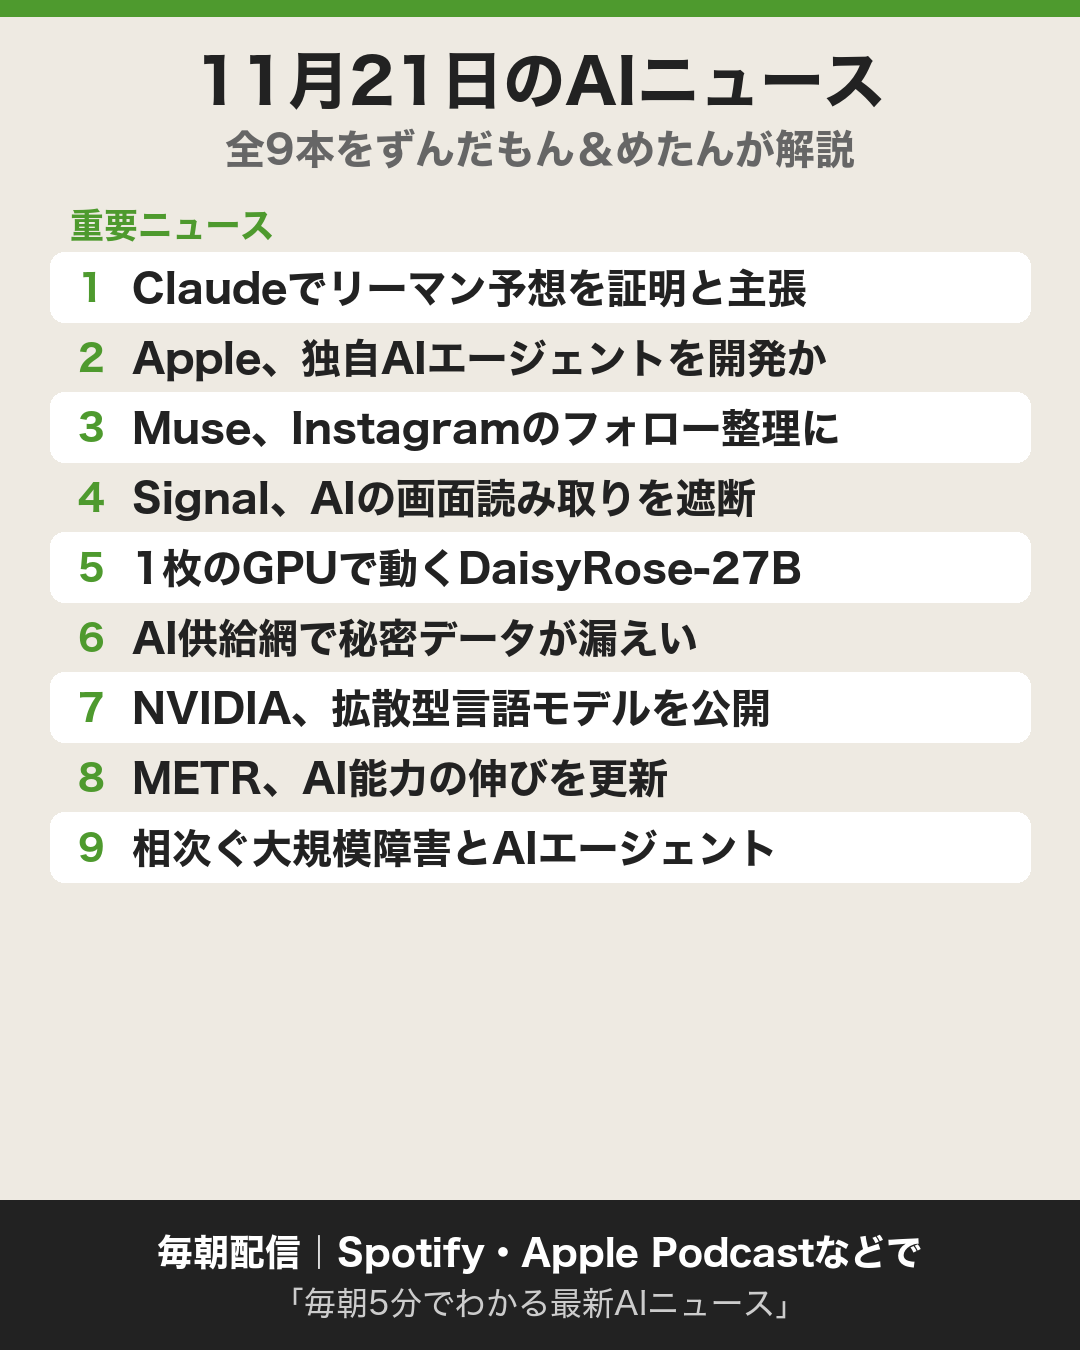 11月21日のAIニュース
全9本をずんだもん＆めたんが解説
重要ニュース
1 Claudeでリーマン予想を証明と主張
2 Apple、独自AIエージェントを開発か
3 Muse、Instagramのフォロー整理に
4 Signal、AIの画面読み取りを遮断
5 1枚のGPUで動くDaisyRose-27B
6 AI供給網で秘密データが漏えい
7 NVIDIA、拡散型言語モデルを公開
8 METR、AI能力の伸びを更新
9 相次ぐ大規模障害とAIエージェント
毎朝配信｜Spotify・Apple Podcastなどで
「毎朝5分でわかる最新AIニュース」